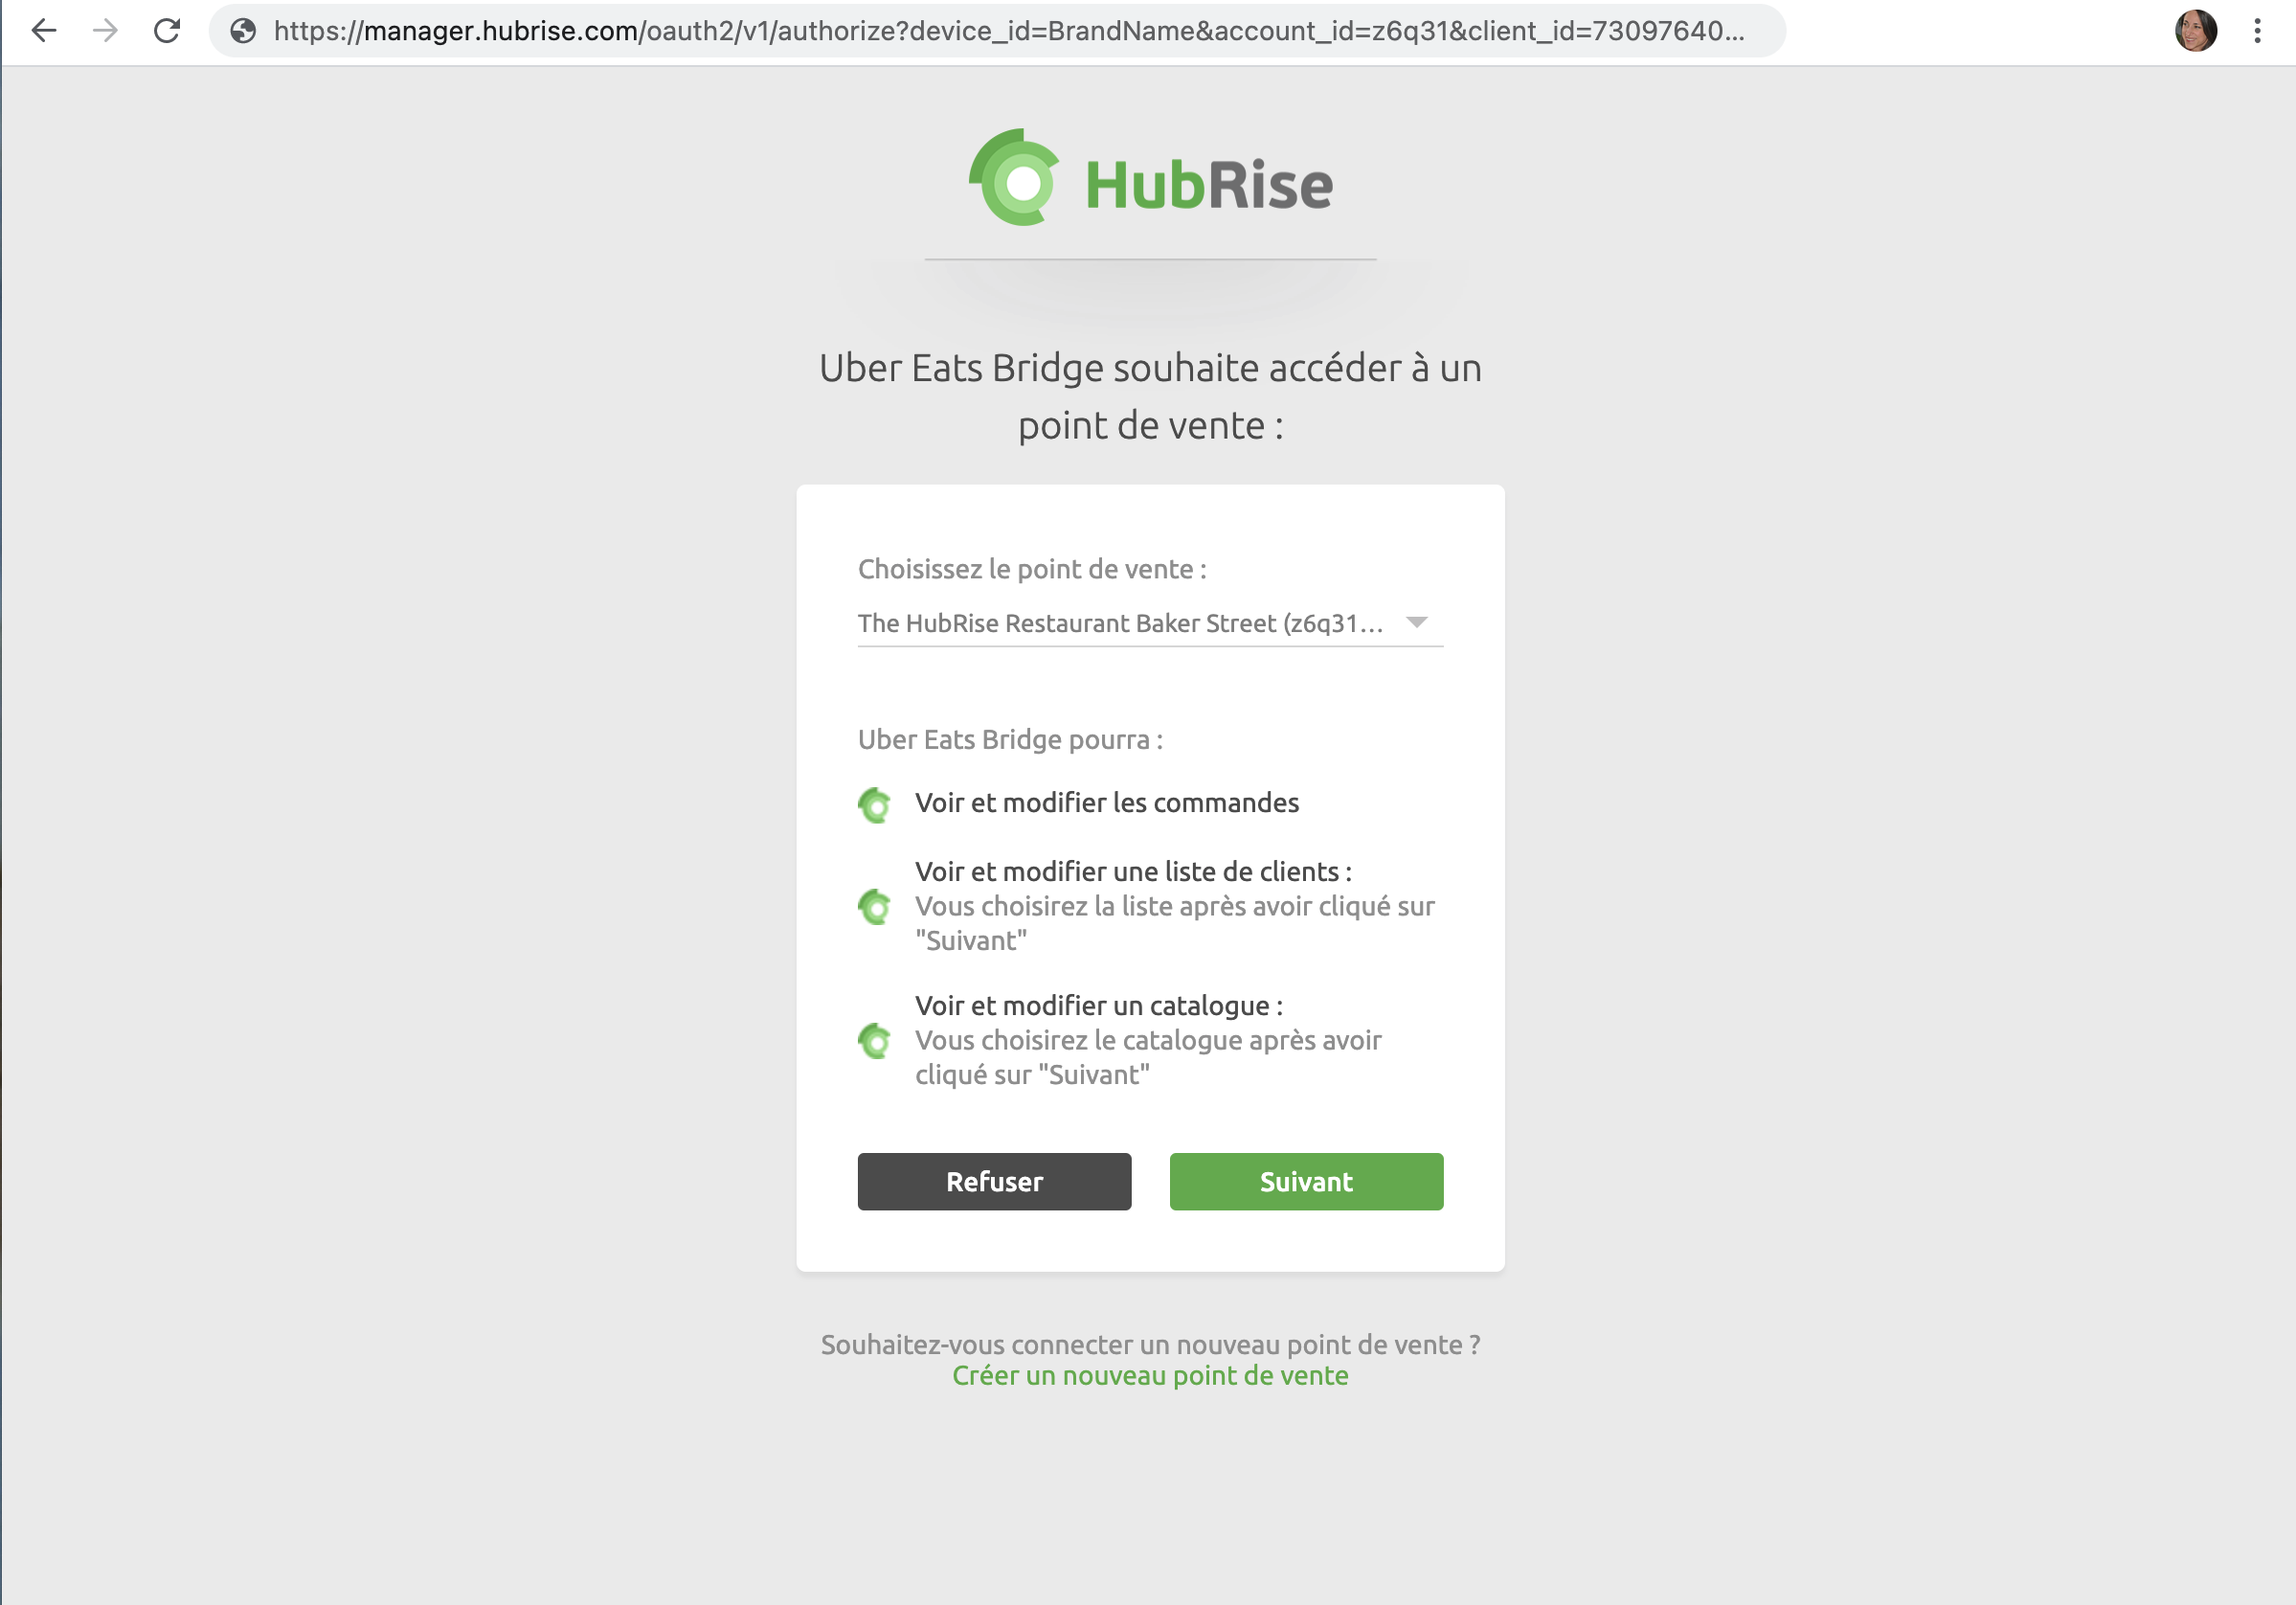 https://manager.hubrise.com/oauth2/v1/authorize?device_id=BrandName&account_id=z6q31&client_id=73097640...
HubRise
Uber Eats Bridge souhaite accéder à un
point de vente :
Choisissez le point de vente :
The HubRise Restaurant Baker Street (z6q31...
Uber Eats Bridge pourra :
Voir et modifier les commandes
Voir et modifier une liste de clients :
Vous choisirez la liste après avoir cliqué sur
"Suivant"
Voir et modifier un catalogue :
Vous choisirez le catalogue après avoir
cliqué sur "Suivant"
Refuser
Suivant
Souhaitez-vous connecter un nouveau point de vente ?
Créer un nouveau point de vente